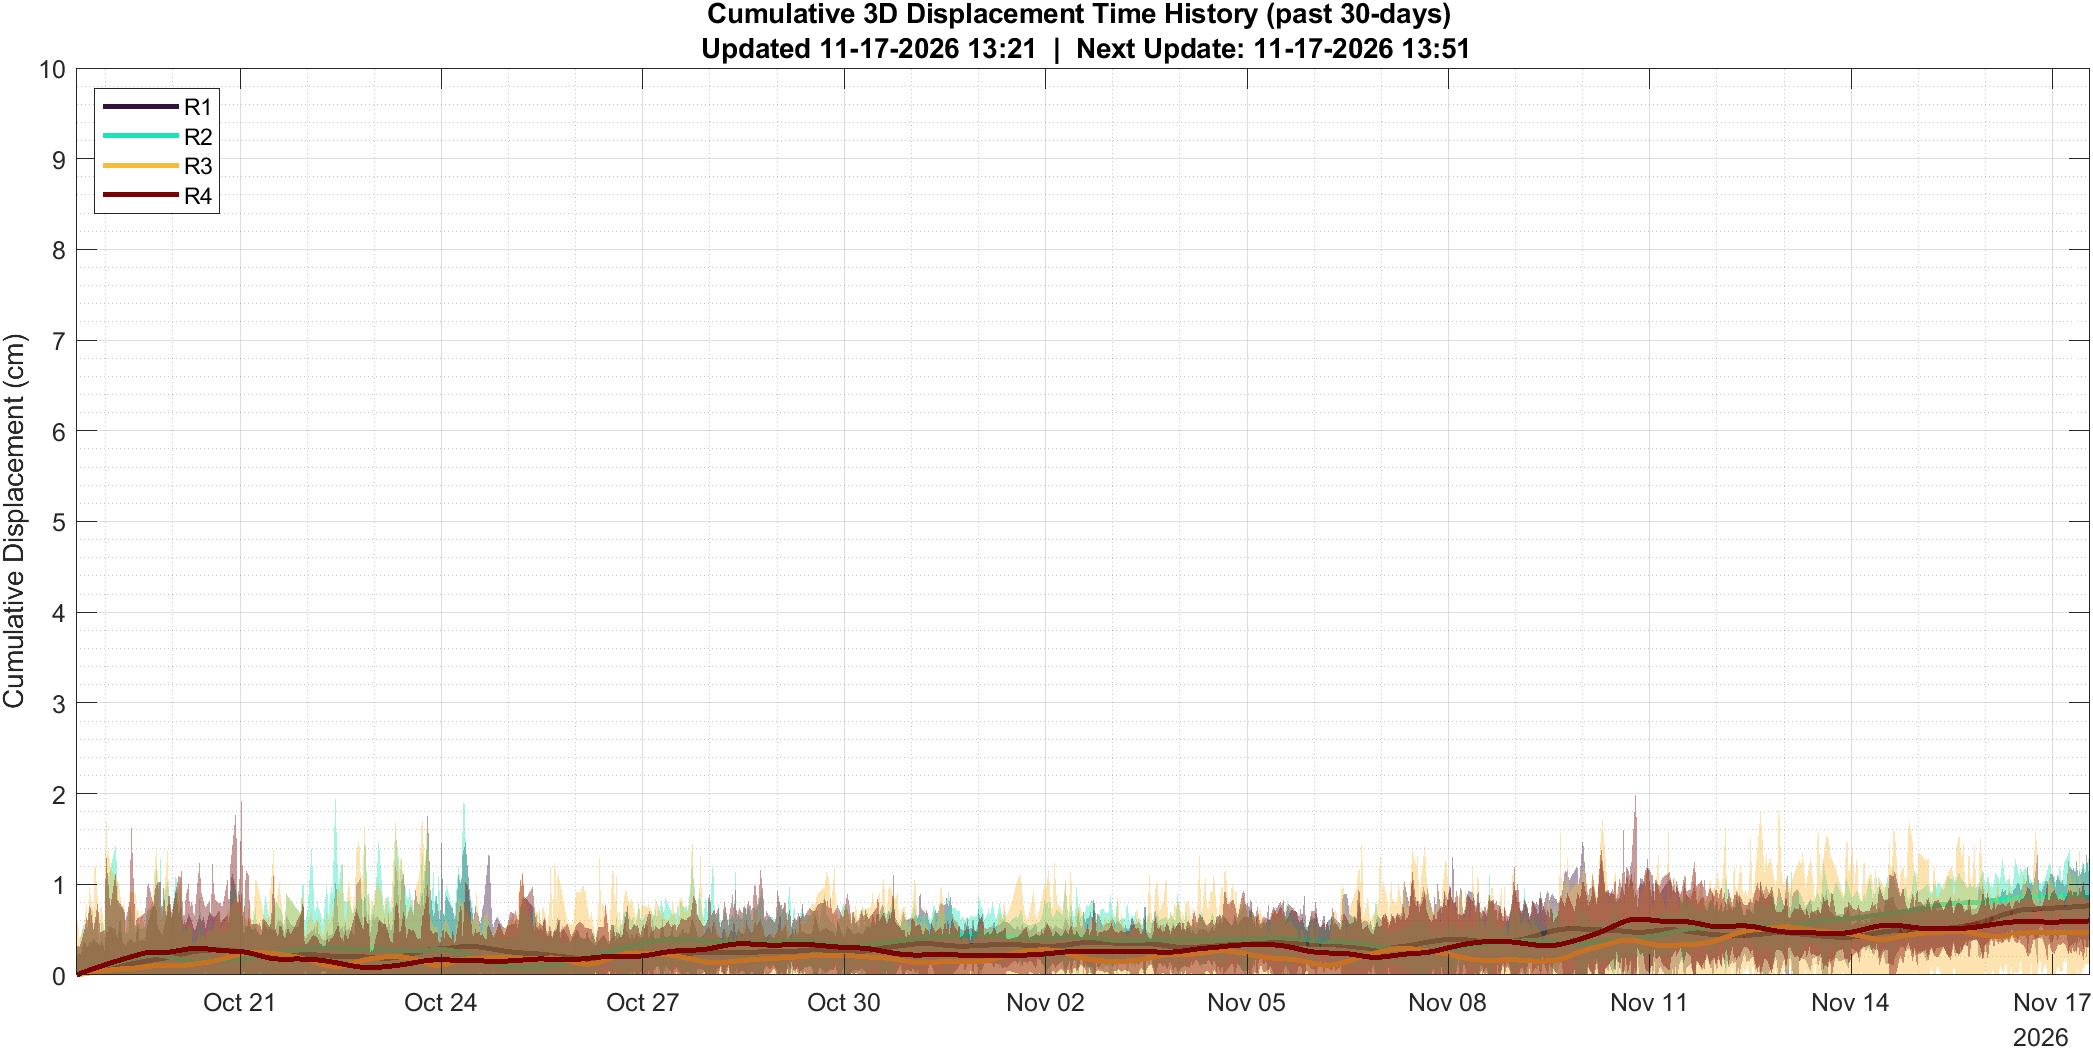 Cumulative 3D Displacement Time History (past 30-days)
Updated 11-17-2026 13:21 | Next Update: 11-17-2026 13:51
Cumulative Displacement (cm)
10
9
8
7
6
5
4
3
2
1
0
R1
R2
R3
R4
Oct 21 Oct 24 Oct 27 Oct 30 Nov 02 Nov 05 Nov 08 Nov 11 Nov 14 Nov 17
2026